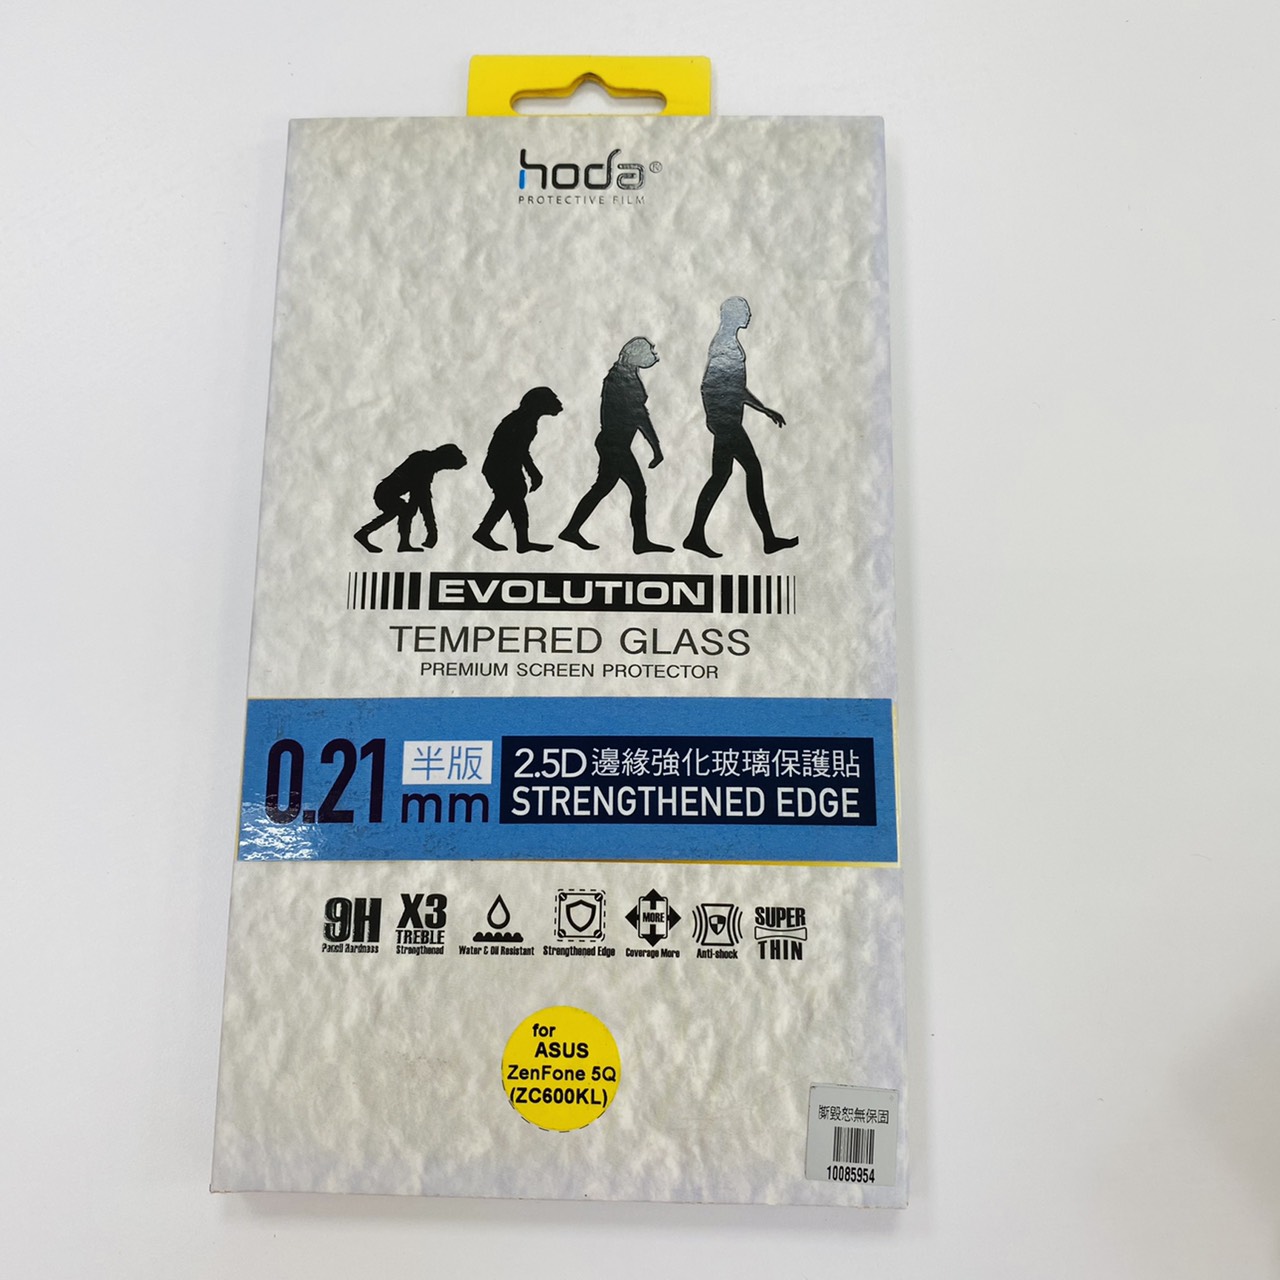 hoda®
PROTECTIVE FILM
EVOLUTION
TEMPERED GLASS
PREMIUM SCREEN PROTECTOR
0.21 mm
半版
2.5D 邊緣強化玻璃保護貼
STRENGTHENED EDGE
9H
Pencil Hardness
X3
TREBLE
Strengthened
Water & Oil Resistant
Strengthened Edge
MORE
Coverage More
Anti-shock
SUPER
THIN
for
ASUS
ZenFone 5Q
(ZC600KL)
撕毀恕無保固
10085954